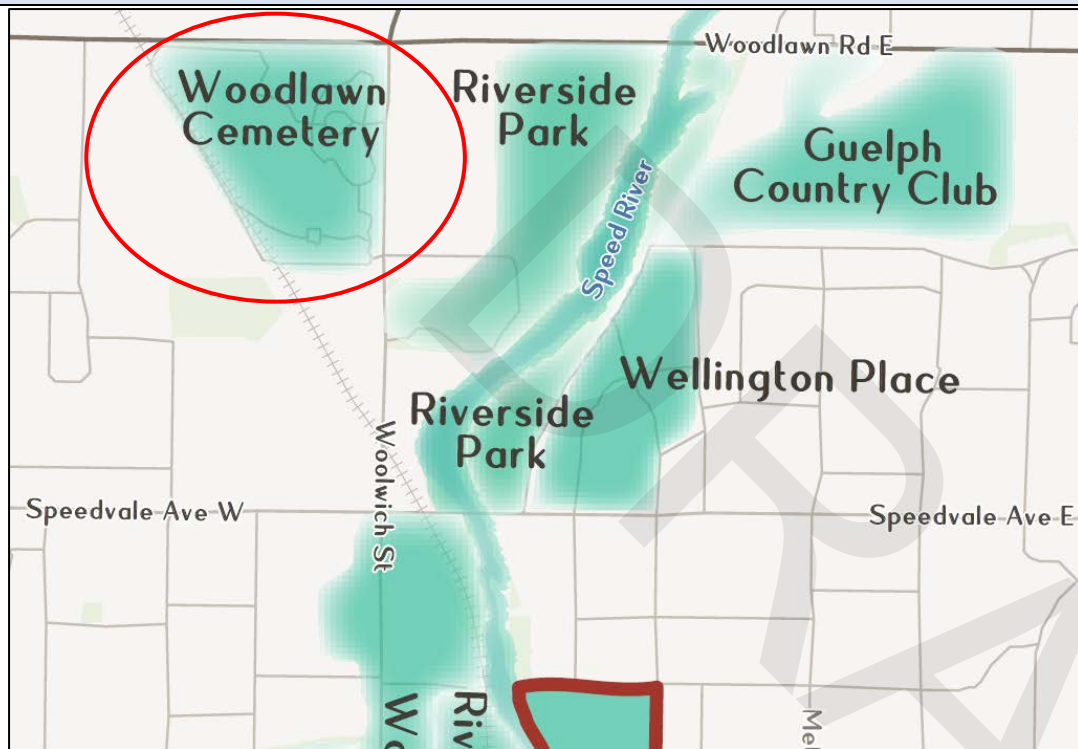 Woodlawn Rd E
Woodlawn
Cemetery
Riverside
Park
Guelph
Country Club
Speed River
Wellington Place
Riverside
Park
Woolwich St
Speedvale Ave W
Speedvale Ave E